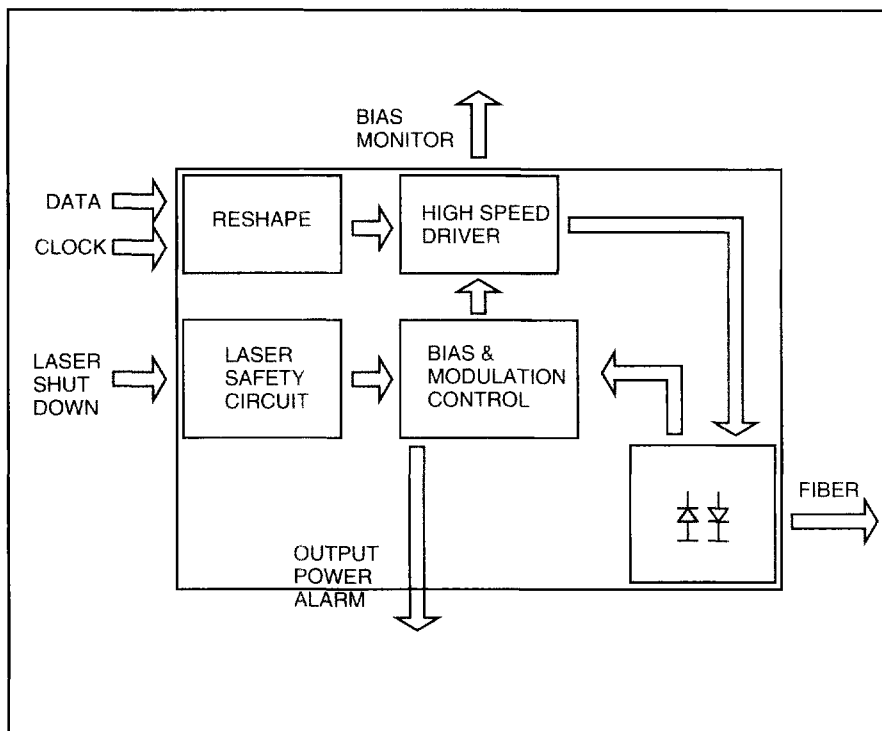 BIAS
MONITOR
DATA
CLOCK
RESHAPE
HIGH SPEED
DRIVER
LASER
SHUT
DOWN
LASER
SAFETY
CIRCUIT
BIAS &
MODULATION
CONTROL
FIBER
OUTPUT
POWER
ALARM